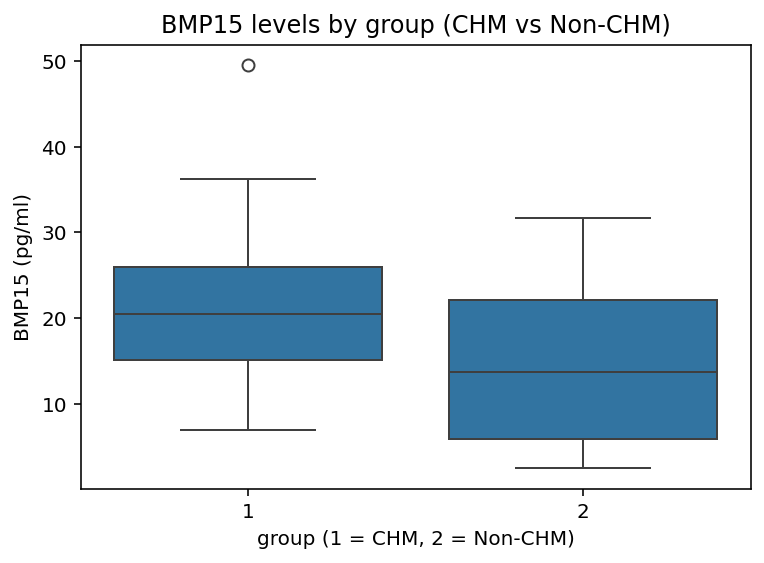 BMP15 levels by group (CHM vs Non-CHM)
BMP15 (pg/ml)
50
40
30
20
10
1
2
group (1 = CHM, 2 = Non-CHM)